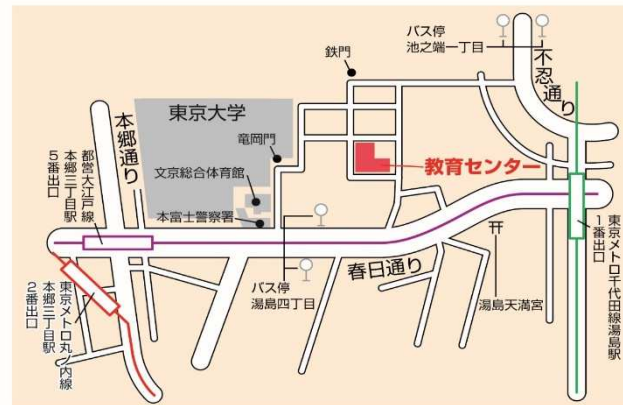 バス停
池之端一丁目
不忍通り
鉄門
東京大学
本郷通り
竜岡門
教育センター
都営大江戸線
本郷三丁目駅
5番出口
文京総合体育館
本富士警察署
東京メトロ千代田線湯島駅
1番出口
春日通り
バス停
湯島四丁目
湯島天満宮
東京メトロ丸ノ内線
本郷三丁目駅
2番出口